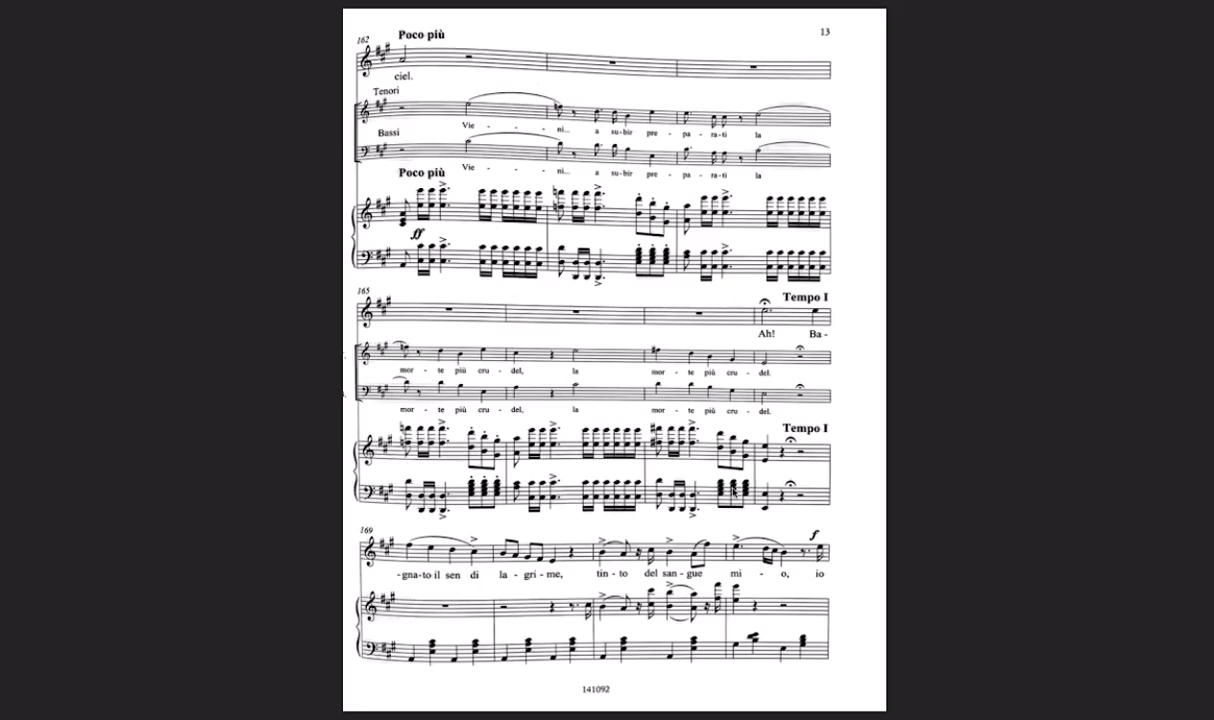 13
162
Poco più
ciel.
Tenori
Vie - - - ni... a su-bir pre - pa - ra-ti la
Bassi
Vie - - - ni... a su-bir pre - pa - ra-ti la
Poco più
ff
165
Tempo I
Ah! Ba -
mor - te più cru - del, la mor - te più cru - del.
mor - te più cru - del, la mor - te più cru - del.
Tempo I
169
f
-gna-to il sen di la - gri - me, tin - to del san - gue mi - o, io
141092